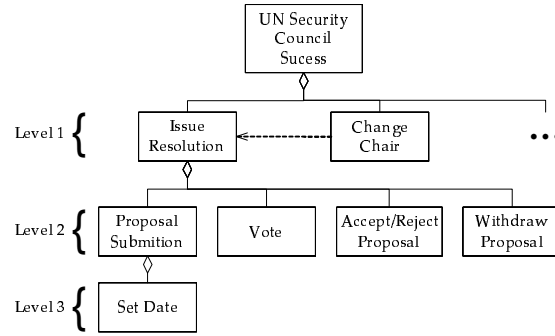 UN Security
Council
Sucess
Level 1
Issue
Resolution
Change
Chair
...
Level 2
Proposal
Submition
Vote
Accept/Reject
Proposal
Withdraw
Proposal
Level 3
Set Date